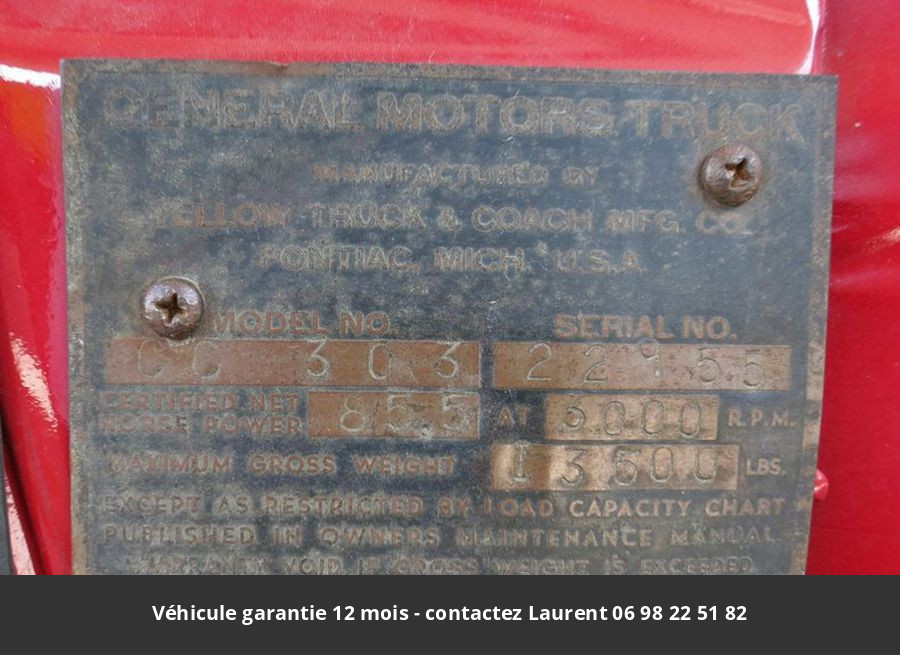 GENERAL MOTORS TRUCK
MANUFACTURED BY
YELLOW TRUCK & COACH MFG. CO.
PONTIAC, MICH. U.S.A.
MODEL NO. SERIAL NO.
CC 303 22955
CERTIFIED NET HORSE POWER 85.5 AT 3000 R.P.M.
MAXIMUM GROSS WEIGHT 13500 LBS.
EXCEPT AS RESTRICTED BY LOAD CAPACITY CHART
PUBLISHED IN OWNERS MAINTENANCE MANUAL
WARRANTY VOID IF GROSS WEIGHT IS EXCEEDED
Véhicule garantie 12 mois - contactez Laurent 06 98 22 51 82